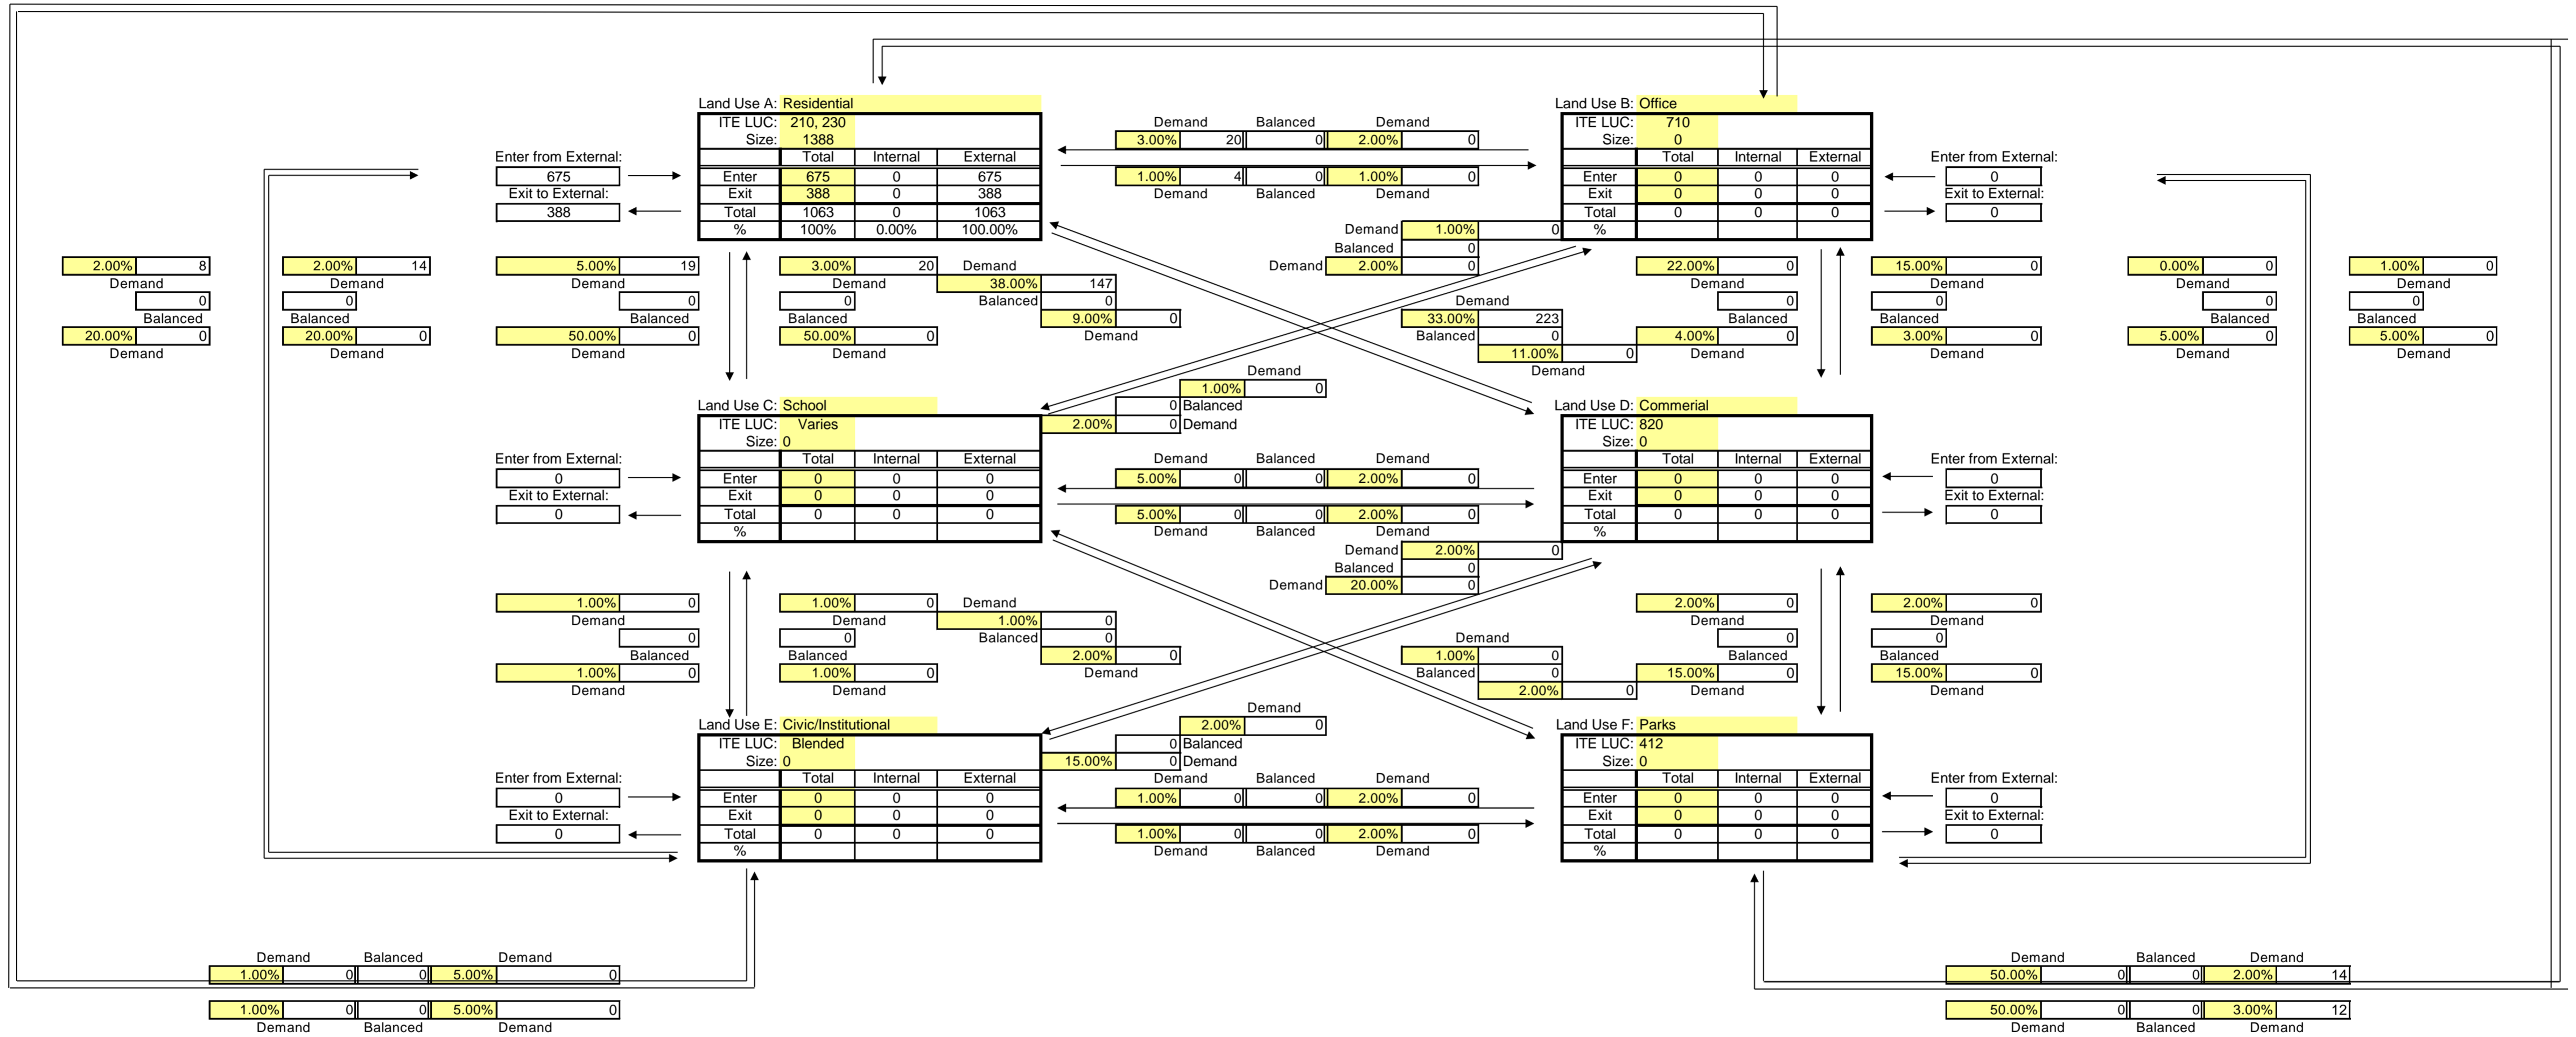 Land Use A: Residential
ITE LUC: 210, 230
Size: 1388
Total Internal External
Enter 675 0 675
Exit 388 0 388
Total 1063 0 1063
% 100% 0.00% 100.00%
Enter from External:
675
Exit to External:
388
Demand Balanced Demand
3.00% 20 0 2.00% 0
1.00% 4 0 1.00% 0
Demand Balanced Demand
Land Use B: Office
ITE LUC: 710
Size: 0
Total Internal External
Enter 0 0 0
Exit 0 0 0
Total 0 0 0
%
Enter from External:
0
Exit to External:
0
Demand 1.00% 0
Balanced 0
Demand 2.00% 0
2.00% 8
Demand
0
Balanced
20.00% 0
Demand
2.00% 14
Demand
0
Balanced
20.00% 0
Demand
5.00% 19
Demand
0
Balanced
50.00% 0
Demand
3.00% 20
Demand
0
Balanced
50.00% 0
Demand
Demand
38.00% 147
Balanced 0
9.00% 0
Demand
Demand
33.00% 223
Balanced 0
11.00% 0
Demand
22.00% 0
Demand
0
Balanced
4.00% 0
Demand
15.00% 0
Demand
0
Balanced
3.00% 0
Demand
0.00% 0
Demand
0
Balanced
5.00% 0
Demand
1.00% 0
Demand
0
Balanced
5.00% 0
Demand
Demand
1.00% 0
0 Balanced
2.00% 0 Demand
Land Use C: School
ITE LUC: Varies
Size: 0
Total Internal External
Enter 0 0 0
Exit 0 0 0
Total 0 0 0
%
Enter from External:
0
Exit to External:
0
Demand Balanced Demand
5.00% 0 0 2.00% 0
5.00% 0 0 2.00% 0
Demand Balanced Demand
Land Use D: Commerial
ITE LUC: 820
Size: 0
Total Internal External
Enter 0 0 0
Exit 0 0 0
Total 0 0 0
%
Enter from External:
0
Exit to External:
0
Demand 2.00% 0
Balanced 0
Demand 20.00% 0
1.00% 0
Demand
0
Balanced
1.00% 0
Demand
1.00% 0
Demand
0
Balanced
1.00% 0
Demand
Demand
1.00% 0
Balanced 0
2.00% 0
Demand
Demand
1.00% 0
Balanced 0
2.00% 0
2.00% 0
Demand
0
Balanced
15.00% 0
Demand
2.00% 0
Demand
0
Balanced
15.00% 0
Demand
Demand
2.00% 0
0 Balanced
15.00% 0 Demand
Land Use E: Civic/Institutional
ITE LUC: Blended
Size: 0
Total Internal External
Enter 0 0 0
Exit 0 0 0
Total 0 0 0
%
Enter from External:
0
Exit to External:
0
Demand Balanced Demand
1.00% 0 0 2.00% 0
1.00% 0 0 2.00% 0
Demand Balanced Demand
Land Use F: Parks
ITE LUC: 412
Size: 0
Total Internal External
Enter 0 0 0
Exit 0 0 0
Total 0 0 0
%
Enter from External:
0
Exit to External:
0
Demand Balanced Demand
1.00% 0 0 5.00% 0
1.00% 0 0 5.00% 0
Demand Balanced Demand
Demand Balanced Demand
50.00% 0 0 2.00% 14
50.00% 0 0 3.00% 12
Demand Balanced Demand